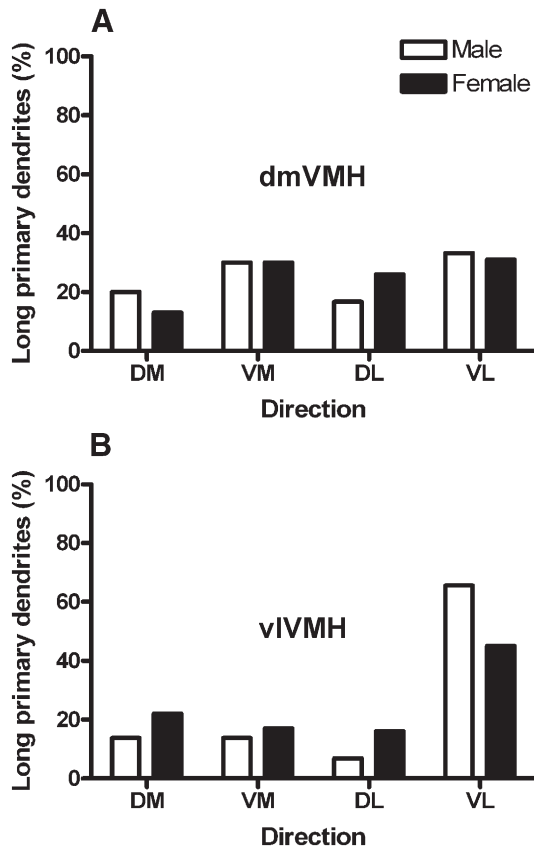 A
Long primary dendrites (%)
100
80
60
40
20
0
Male
Female
dmVMH
DM VM DL VL
Direction
B
Long primary dendrites (%)
100
80
60
40
20
0
vlVMH
DM VM DL VL
Direction